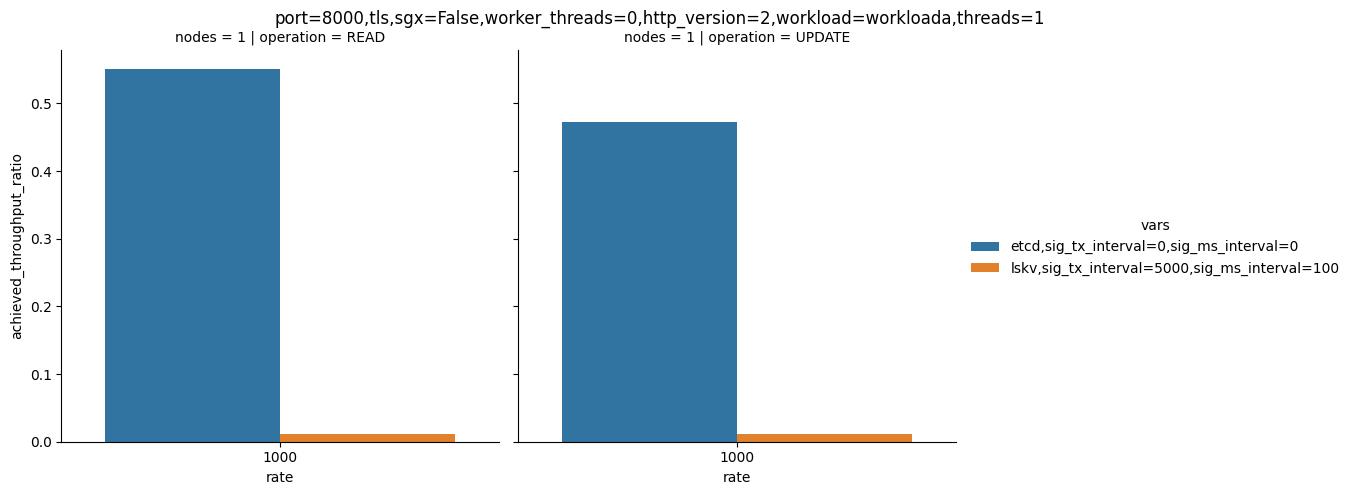 port=8000,tls,sgx=False,worker_threads=0,http_version=2,workload=workloada,threads=1
nodes = 1 | operation = READ
nodes = 1 | operation = UPDATE
achieved_throughput_ratio
0.5
0.4
0.3
0.2
0.1
0.0
1000
1000
rate
rate
vars
etcd,sig_tx_interval=0,sig_ms_interval=0
lskv,sig_tx_interval=5000,sig_ms_interval=100